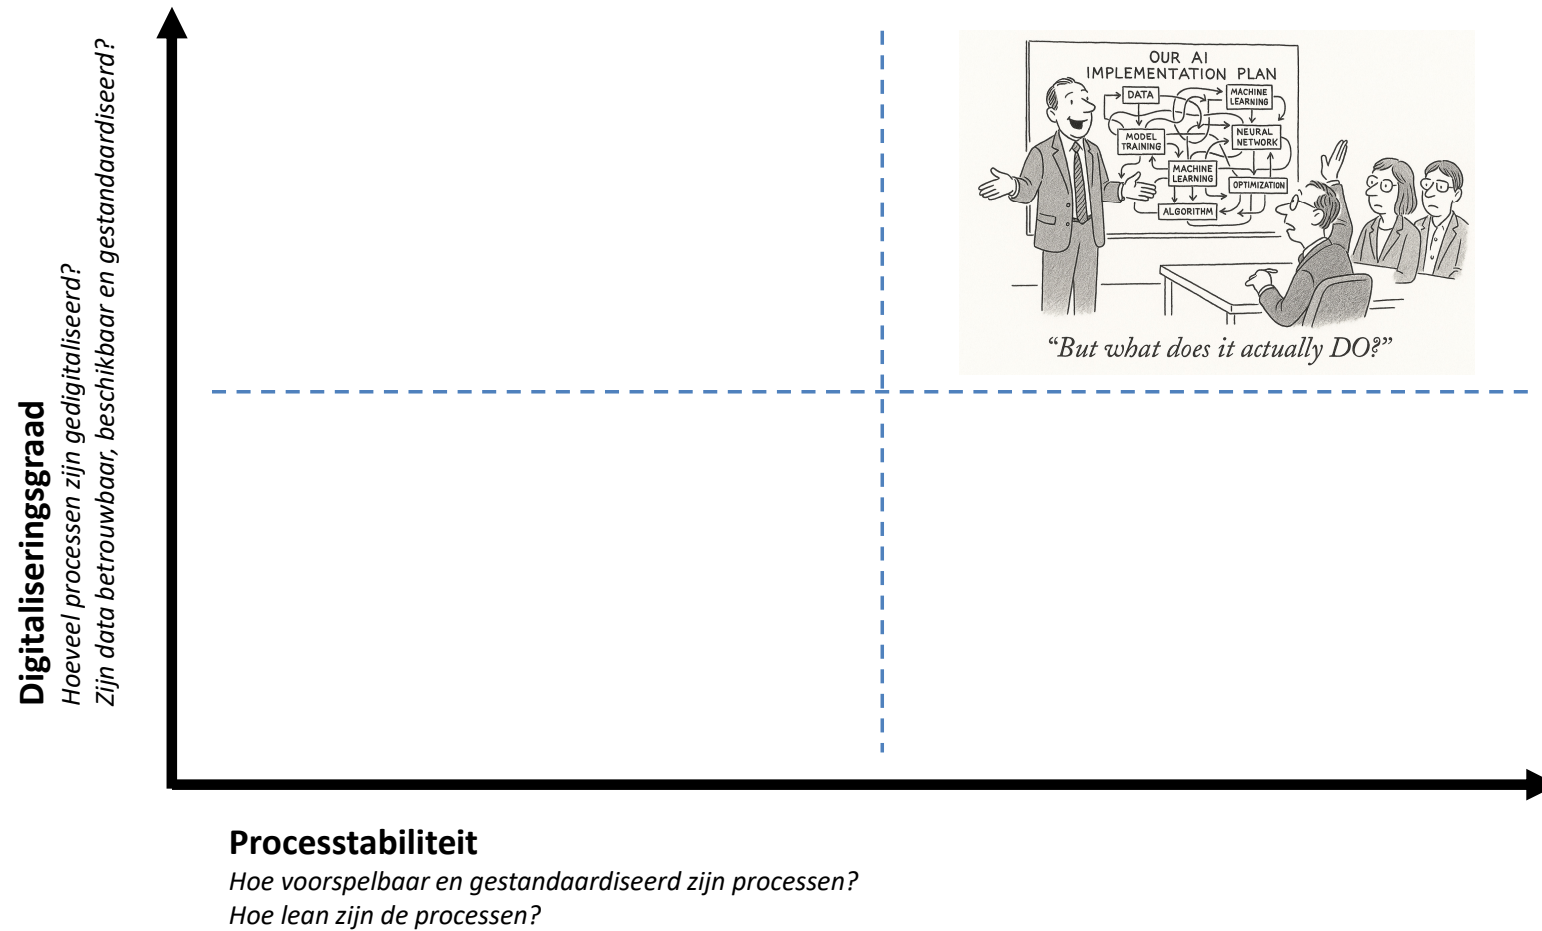 Digitaliseringsgraad
Hoeveel processen zijn gedigitaliseerd?
Zijn data betrouwbaar, beschikbaar en gestandaardiseerd?
OUR AI
IMPLEMENTATION PLAN
DATA
MACHINE
LEARNING
MODEL
TRAINING
NEURAL
NETWORK
MACHINE
LEARNING
OPTIMIZATION
ALGORITHM
“But what does it actually DO?”
Processtabiliteit
Hoe voorspelbaar en gestandaardiseerd zijn processen?
Hoe lean zijn de processen?